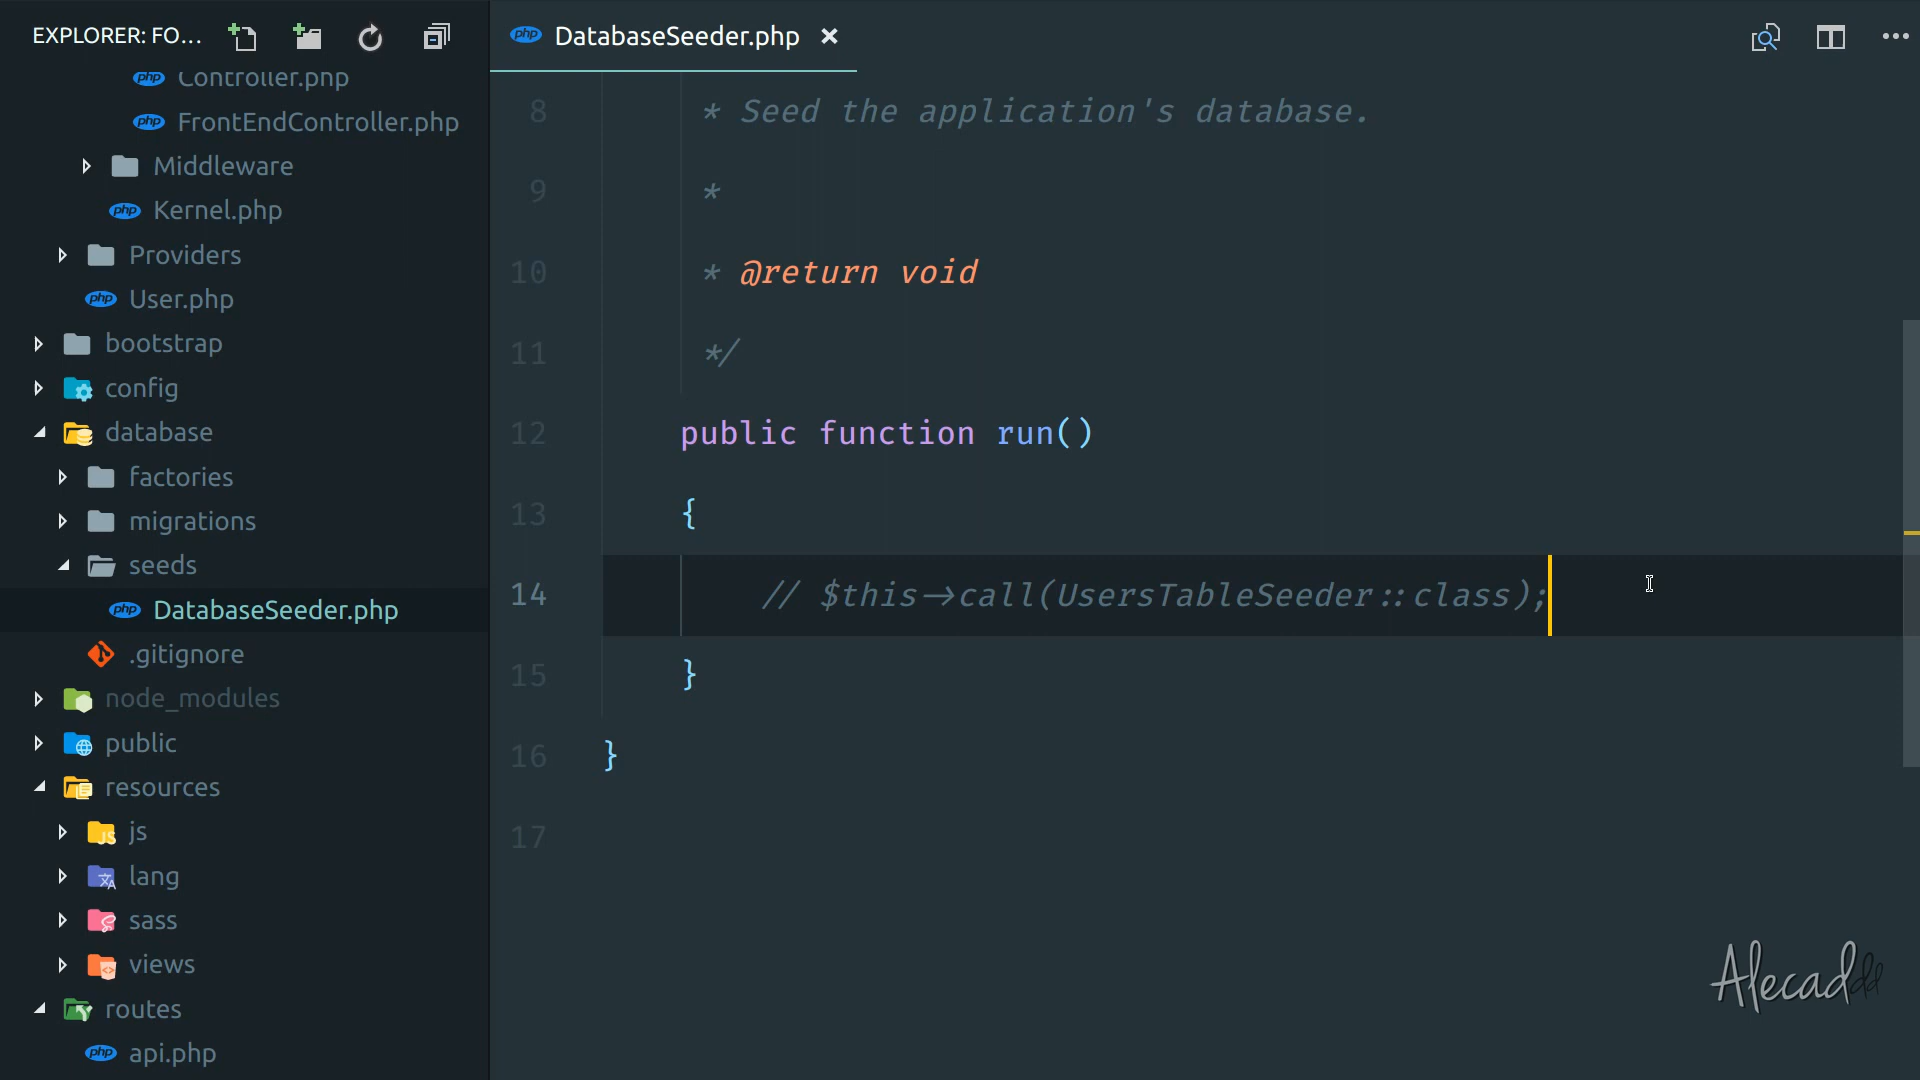 EXPLORER: FO...
Controller.php
FrontEndController.php
Middleware
Kernel.php
Providers
User.php
bootstrap
config
database
factories
migrations
seeds
DatabaseSeeder.php
.gitignore
node_modules
public
resources
js
lang
sass
views
routes
api.php
DatabaseSeeder.php
8 * Seed the application's database.
9 *
10 * @return void
11 */
12 public function run()
13 {
14 // $this->call(UsersTableSeeder::class);
15 }
16 }
17
Alecaddd